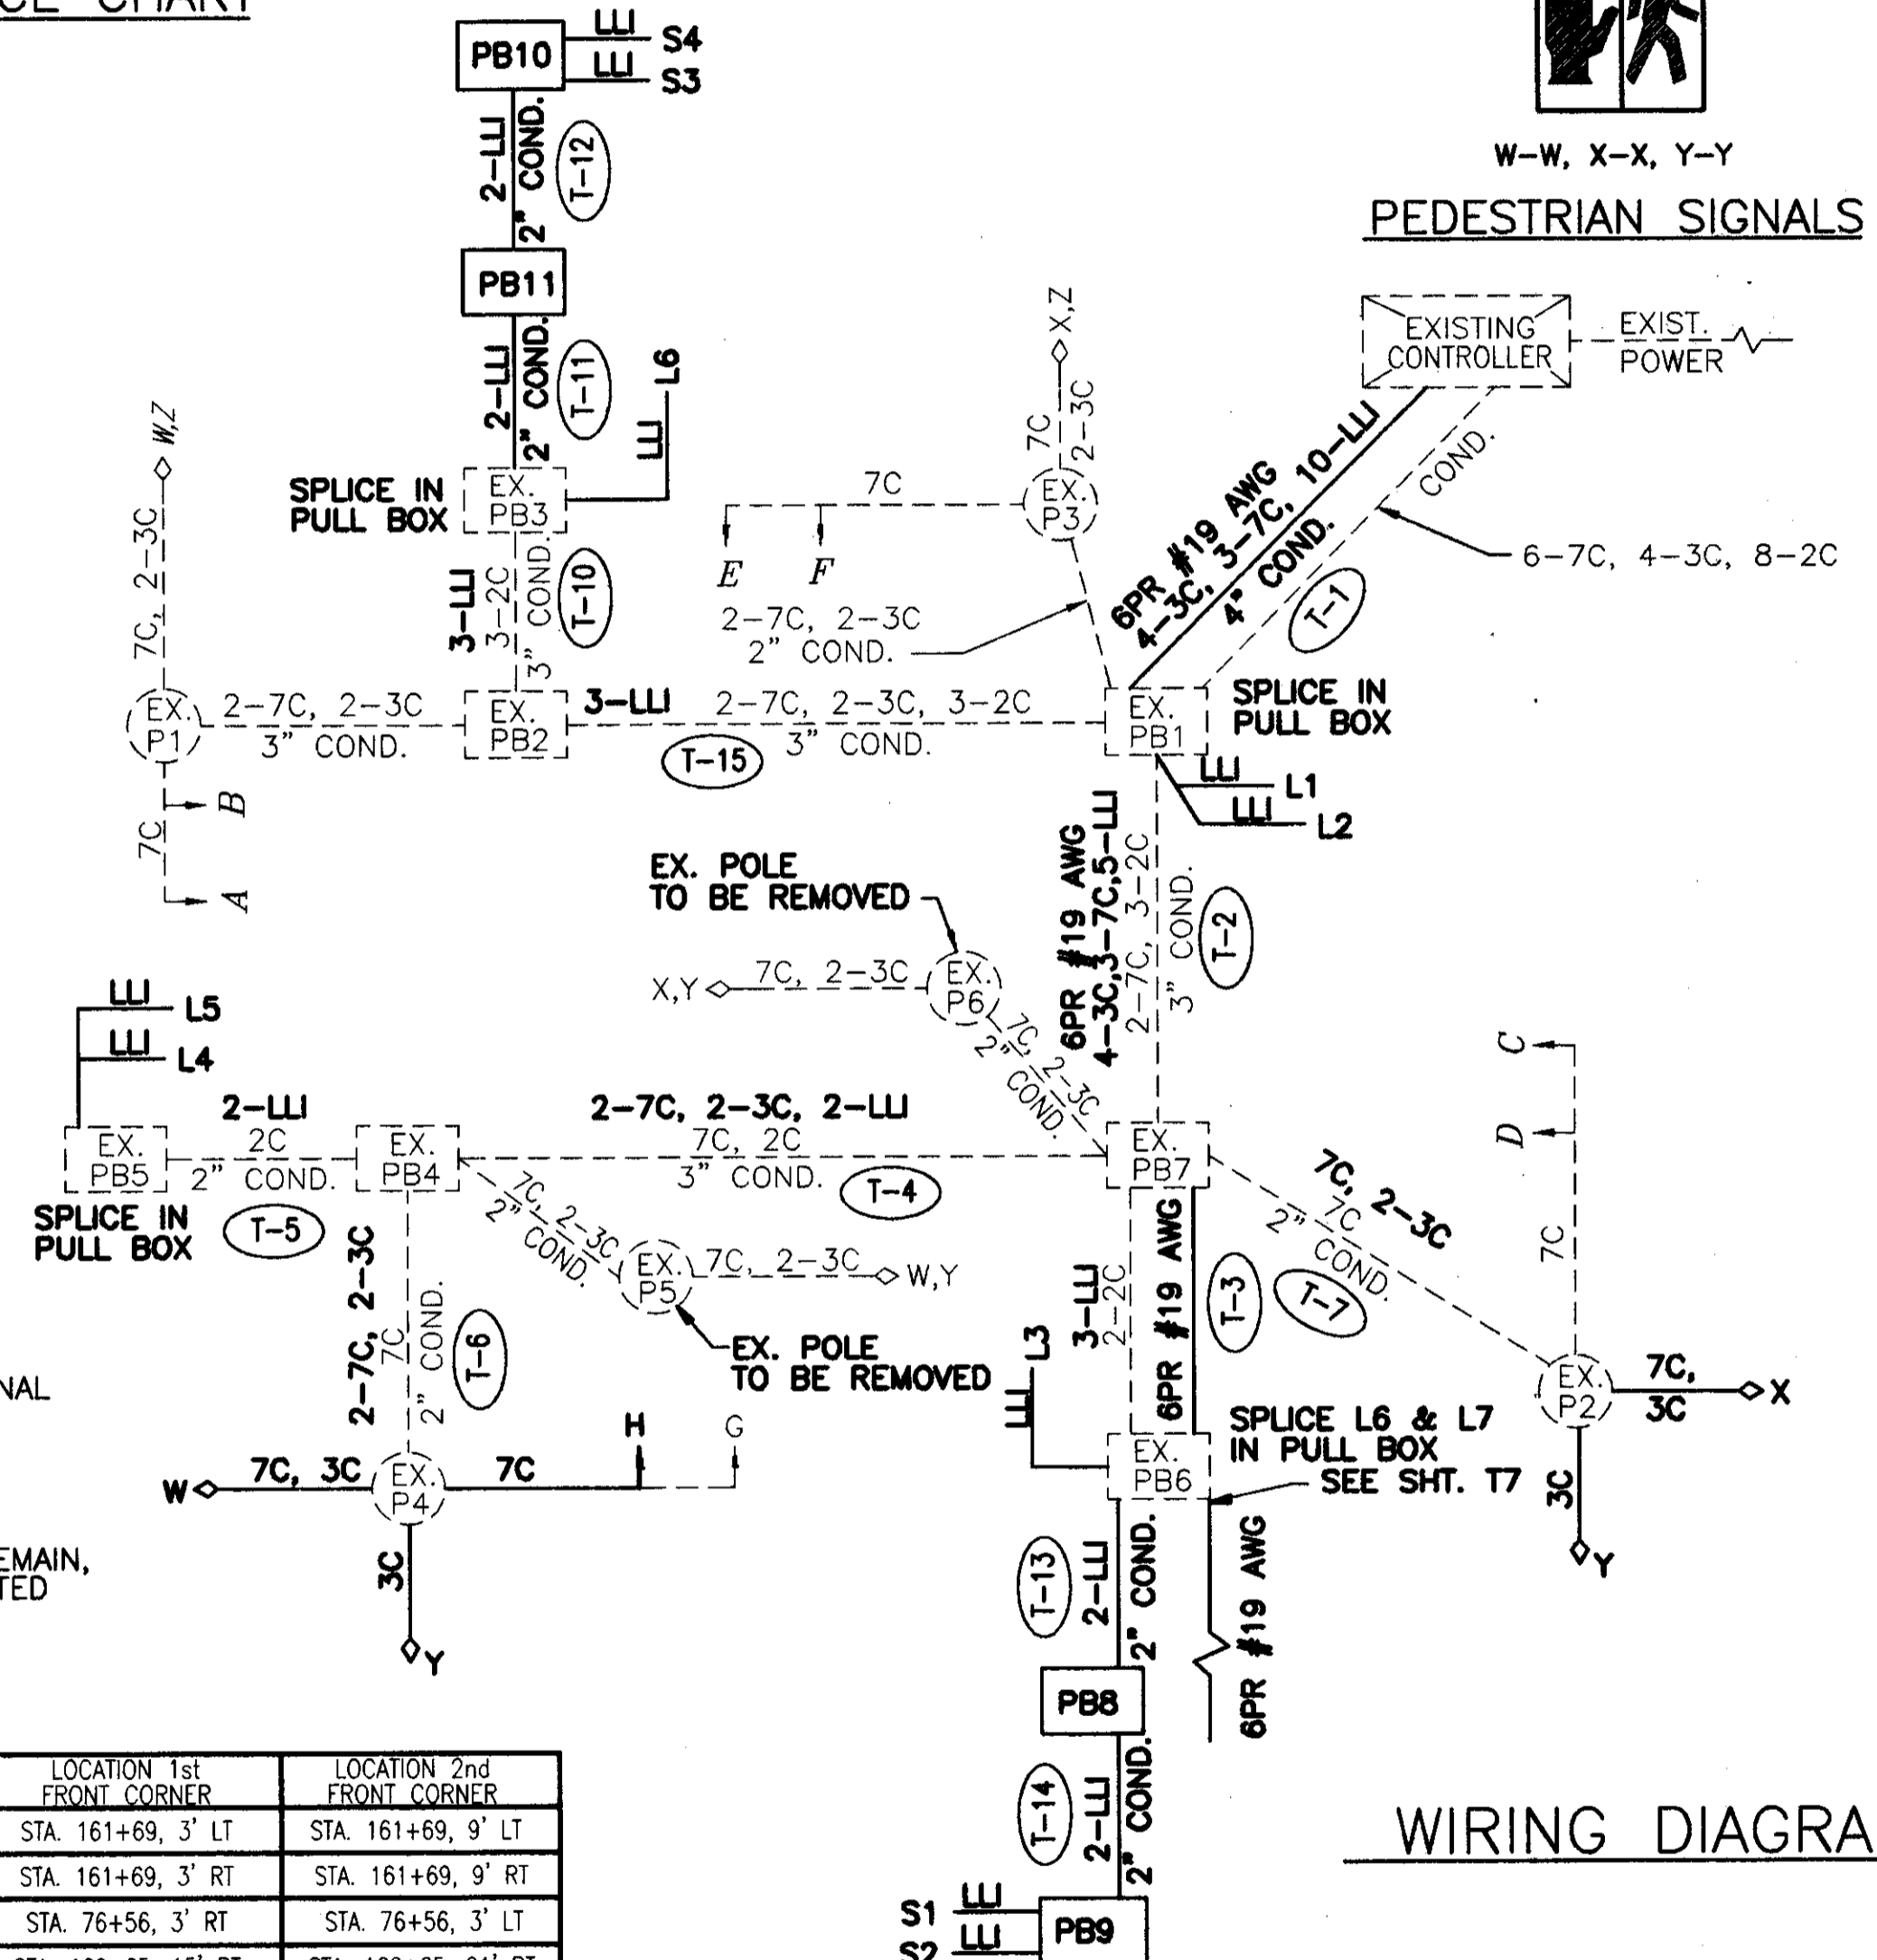 PB10
LLI S4
LLI S3
2-LLI
2" COND.
T-12
W-W, X-X, Y-Y
PEDESTRIAN SIGNALS
PB11
2-LLI
2" COND.
T-11
LLI L6
X,Z
7C
2-3C
EXISTING
CONTROLLER
EXIST.
POWER
W,Z
7C, 2-3C
SPLICE IN
PULL BOX
EX.
PB3
7C
EX.
P3
E F
6PR #19 AWG
4-3C, 3-7C, 10-LLI
4" COND.
COND.
T-1
6-7C, 4-3C, 8-2C
3-LLI
3-2C
3" COND.
T-10
2-7C, 2-3C
2" COND.
EX.
P1
2-7C, 2-3C
3" COND.
EX.
PB2
3-LLI 2-7C, 2-3C, 3-2C
3" COND.
T-15
EX.
PB1
SPLICE IN
PULL BOX
LLI L1
LLI L2
7C
B
A
EX. POLE
TO BE REMOVED
6PR #19 AWG
4-3C,3-7C,5-LLI
2-7C, 3-2C
3" COND.
T-2
X,Y 7C, 2-3C EX.
P6
7C, 2-3C
2" COND.
LLI L5
LLI L4
2-LLI
2C
2" COND.
EX.
PB5
SPLICE IN
PULL BOX
T-5
EX.
PB4
2-7C, 2-3C, 2-LLI
7C, 2C
3" COND.
T-4
EX.
PB7
C
D
7C
7C, 2-3C
7C
2" COND.
T-7
7C, 2-3C
2" COND.
EX.
P5
7C, 2-3C W,Y
EX. POLE
TO BE REMOVED
2-7C, 2-3C
7C
2" COND.
T-6
3-LLI
2-2C
6PR #19 AWG
T-3
L3
LLI
EX.
P2
7C,
3C
X
3C
Y
NAL
H G
W 7C, 3C EX.
P4
7C
3C
Y
EX.
PB6
SPLICE L6 & L7
IN PULL BOX
SEE SHT. T7
EMAIN,
TED
T-13
2-LLI
2" COND.
6PR #19 AWG
PB8
T-14
2-LLI
2" COND.
LOCATION 1st
FRONT CORNER
LOCATION 2nd
FRONT CORNER
STA. 161+69, 3' LT STA. 161+69, 9' LT
STA. 161+69, 3' RT STA. 161+69, 9' RT
STA. 76+56, 3' RT STA. 76+56, 3' LT
WIRING DIAGRA
S1 LLI
S2 LLI
PB9